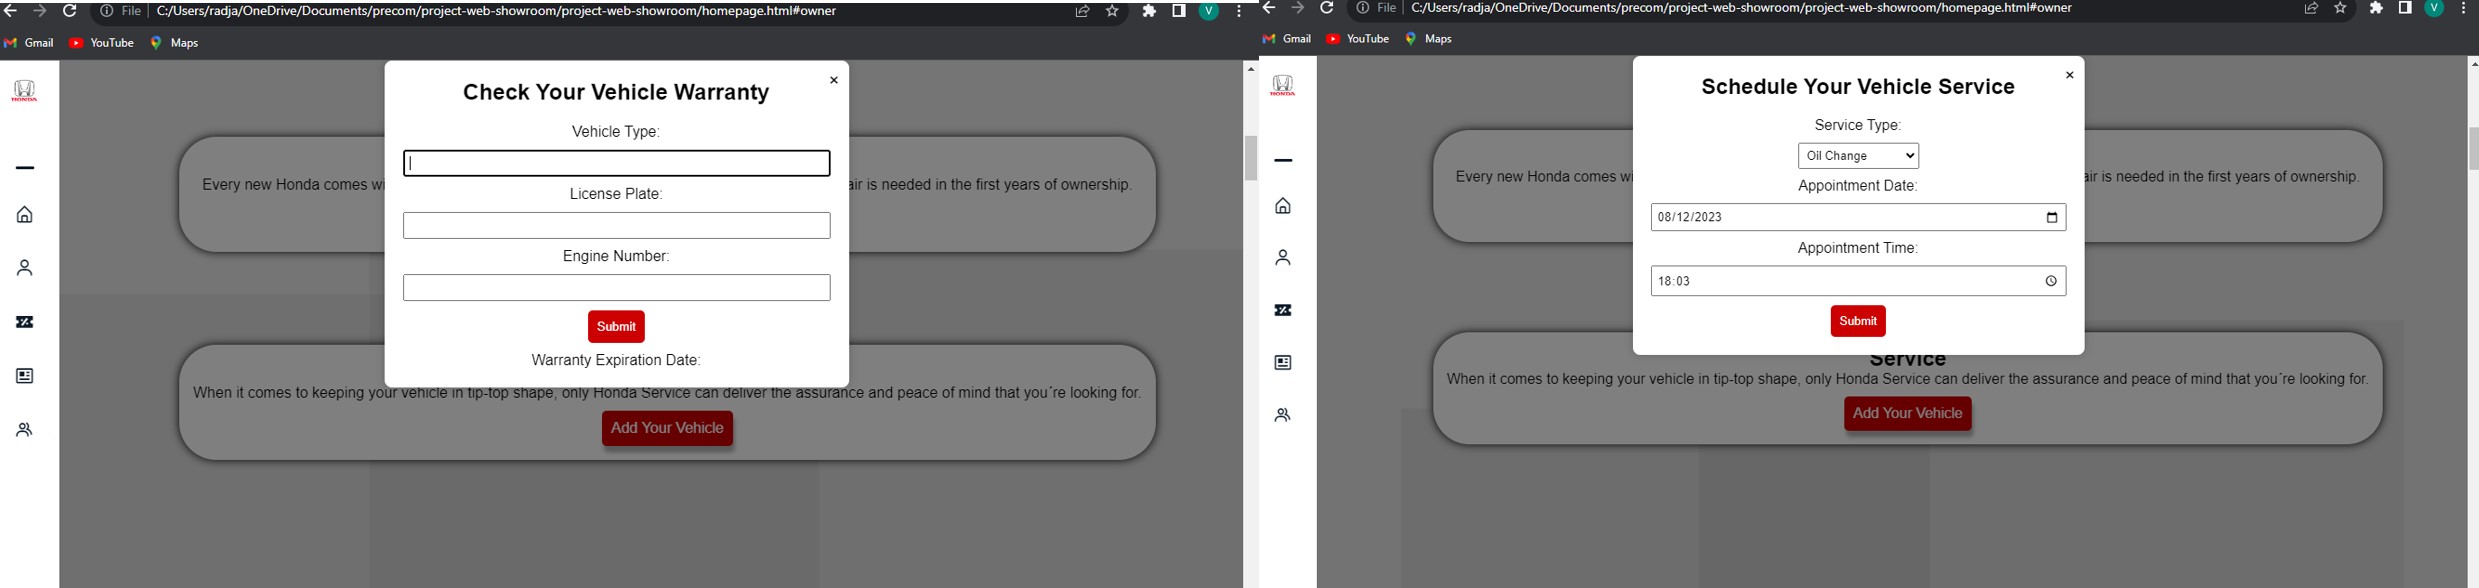 File C:/Users/radja/OneDrive/Documents/precom/project-web-showroom/project-web-showroom/homepage.html#owner V
Gmail YouTube Maps
HONDA
Check Your Vehicle Warranty ×
Vehicle Type:
License Plate:
Engine Number:
Submit
Warranty Expiration Date:
Every new Honda comes wi
air is needed in the first years of ownership.
When it comes to keeping your vehicle in tip-top shape, only Honda Service can deliver the assurance and peace of mind that you´re looking for.
Add Your Vehicle
File C:/Users/radja/OneDrive/Documents/precom/project-web-showroom/project-web-showroom/homepage.html#owner V
Gmail YouTube Maps
HONDA
Schedule Your Vehicle Service ×
Service Type:
Oil Change
Appointment Date:
08/12/2023
Appointment Time:
18:03
Submit
Every new Honda comes wi
air is needed in the first years of ownership.
Service
When it comes to keeping your vehicle in tip-top shape, only Honda Service can deliver the assurance and peace of mind that you´re looking for.
Add Your Vehicle